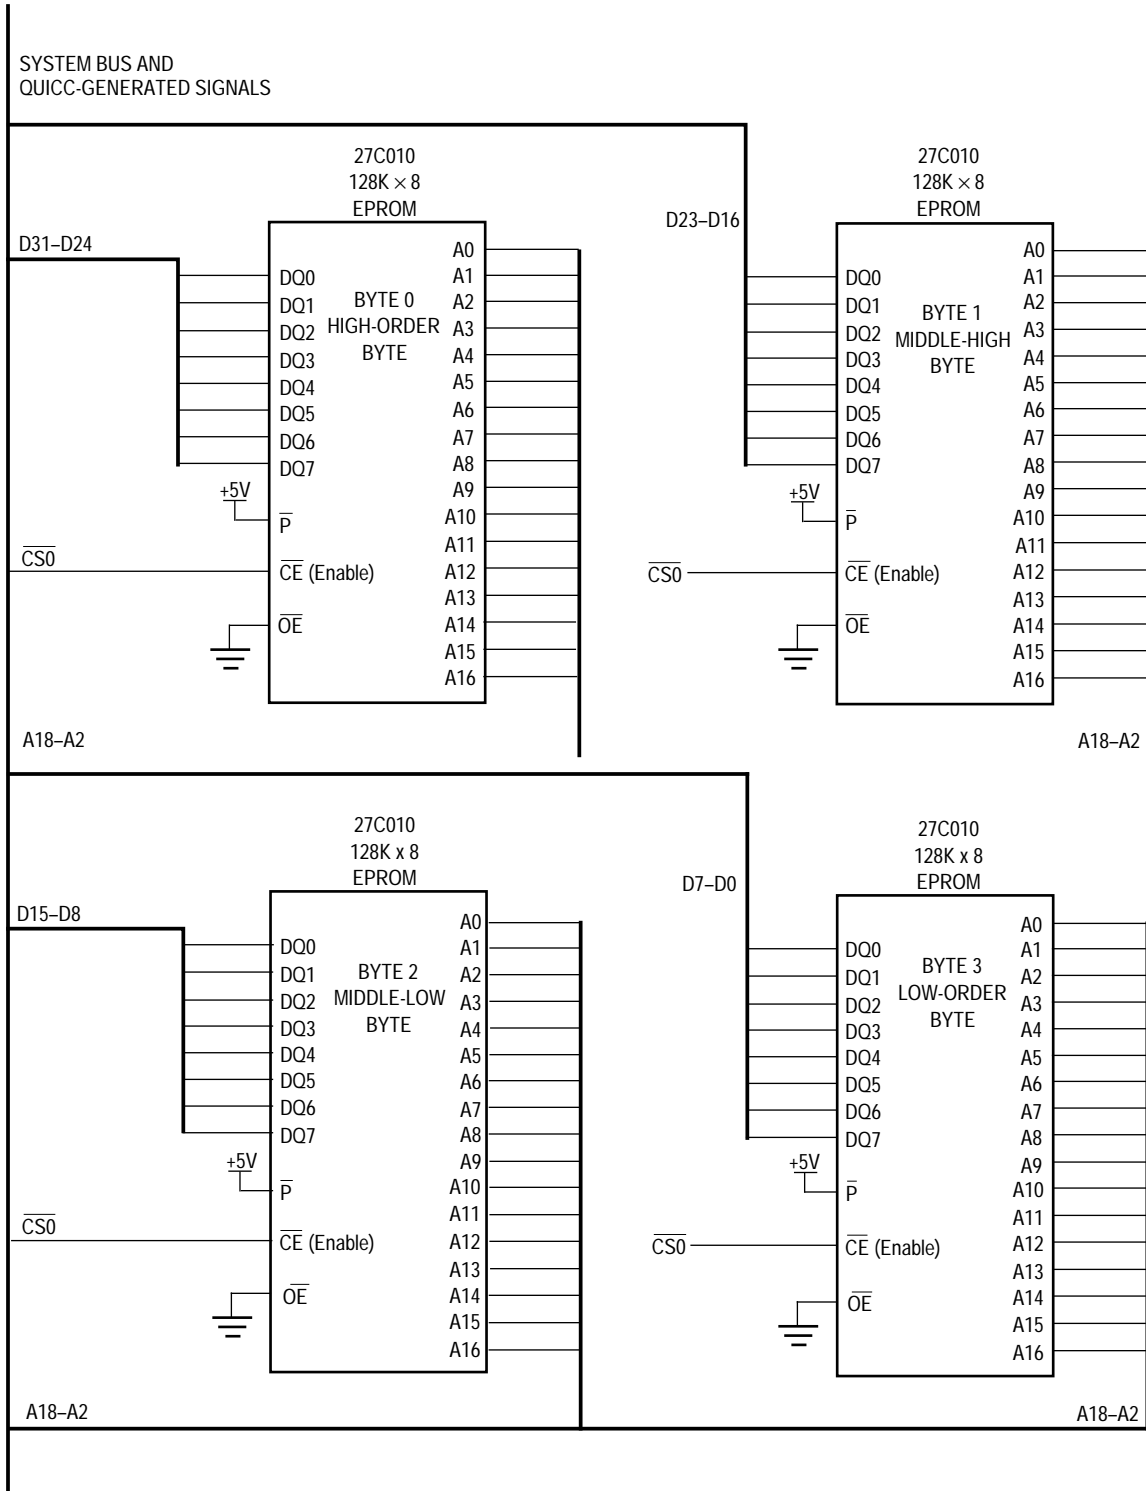 SYSTEM BUS AND
QUICC-GENERATED SIGNALS
27C010
128K × 8
EPROM
D31–D24
DQ0
DQ1
DQ2
DQ3
DQ4
DQ5
DQ6
DQ7
+5V
P
CS0
CE (Enable)
OE
BYTE 0
HIGH-ORDER
BYTE
A0
A1
A2
A3
A4
A5
A6
A7
A8
A9
A10
A11
A12
A13
A14
A15
A16
A18–A2
27C010
128K × 8
EPROM
D23–D16
DQ0
DQ1
DQ2
DQ3
DQ4
DQ5
DQ6
DQ7
+5V
P
CS0
CE (Enable)
OE
BYTE 1
MIDDLE-HIGH
BYTE
A0
A1
A2
A3
A4
A5
A6
A7
A8
A9
A10
A11
A12
A13
A14
A15
A16
A18–A2
27C010
128K x 8
EPROM
D15–D8
DQ0
DQ1
DQ2
DQ3
DQ4
DQ5
DQ6
DQ7
+5V
P
CS0
CE (Enable)
OE
BYTE 2
MIDDLE-LOW
BYTE
A0
A1
A2
A3
A4
A5
A6
A7
A8
A9
A10
A11
A12
A13
A14
A15
A16
A18–A2
27C010
128K x 8
EPROM
D7–D0
DQ0
DQ1
DQ2
DQ3
DQ4
DQ5
DQ6
DQ7
+5V
P
CS0
CE (Enable)
OE
BYTE 3
LOW-ORDER
BYTE
A0
A1
A2
A3
A4
A5
A6
A7
A8
A9
A10
A11
A12
A13
A14
A15
A16
A18–A2